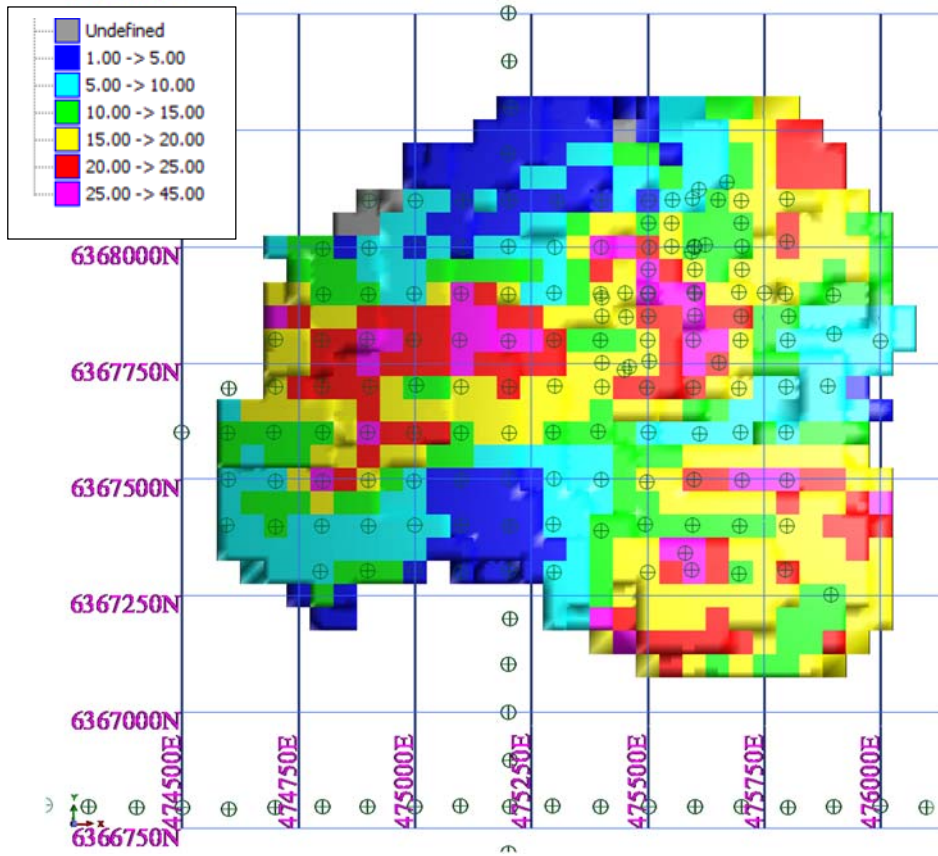 Undefined
1.00 -> 5.00
5.00 -> 10.00
10.00 -> 15.00
15.00 -> 20.00
20.00 -> 25.00
25.00 -> 45.00
6368000N
6367750N
6367500N
6367250N
6367000N
6366750N
474500E
474750E
475000E
475250E
475500E
475750E
476000E
Y
X